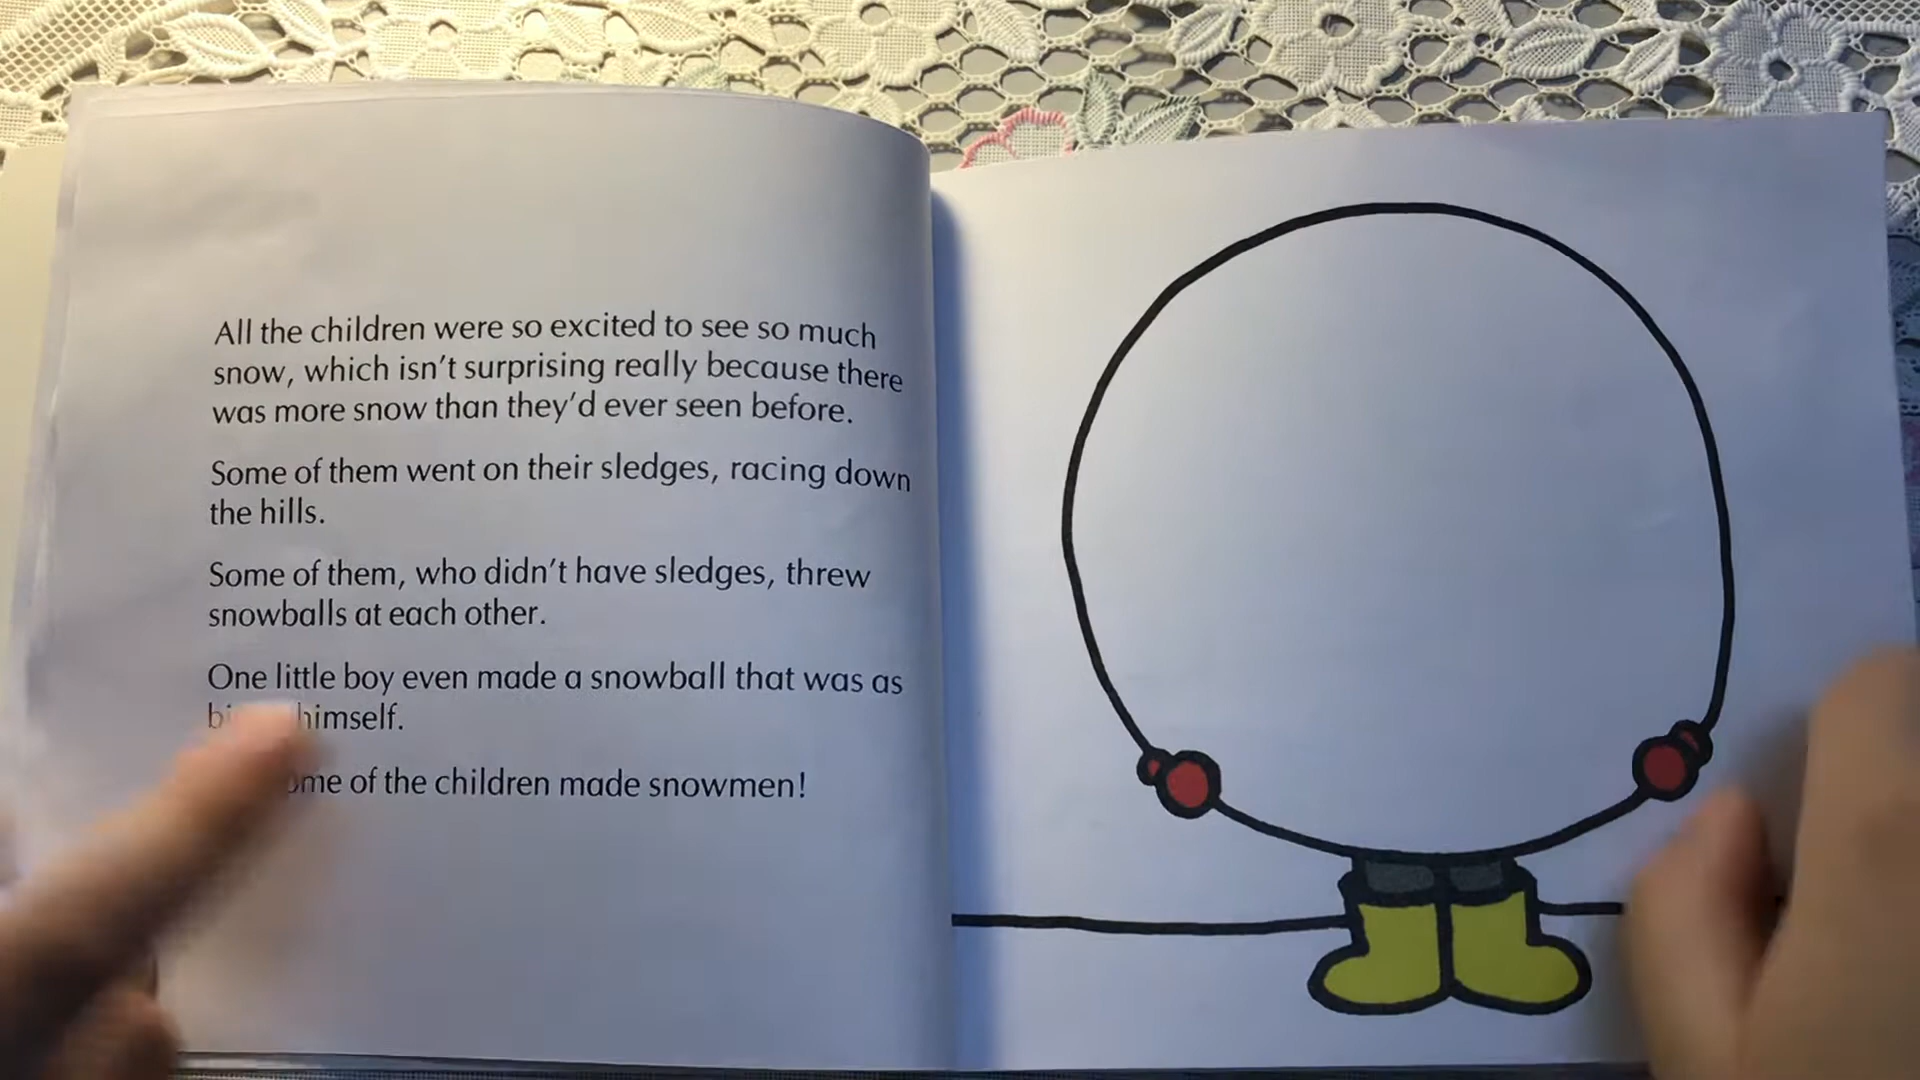 All the children were so excited to see so much
snow, which isn't surprising really because there
was more snow than they'd ever seen before.
Some of them went on their sledges, racing down
the hills.
Some of them, who didn't have sledges, threw
snowballs at each other.
One little boy even made a snowball that was as
himself.
of the children made snowmen!